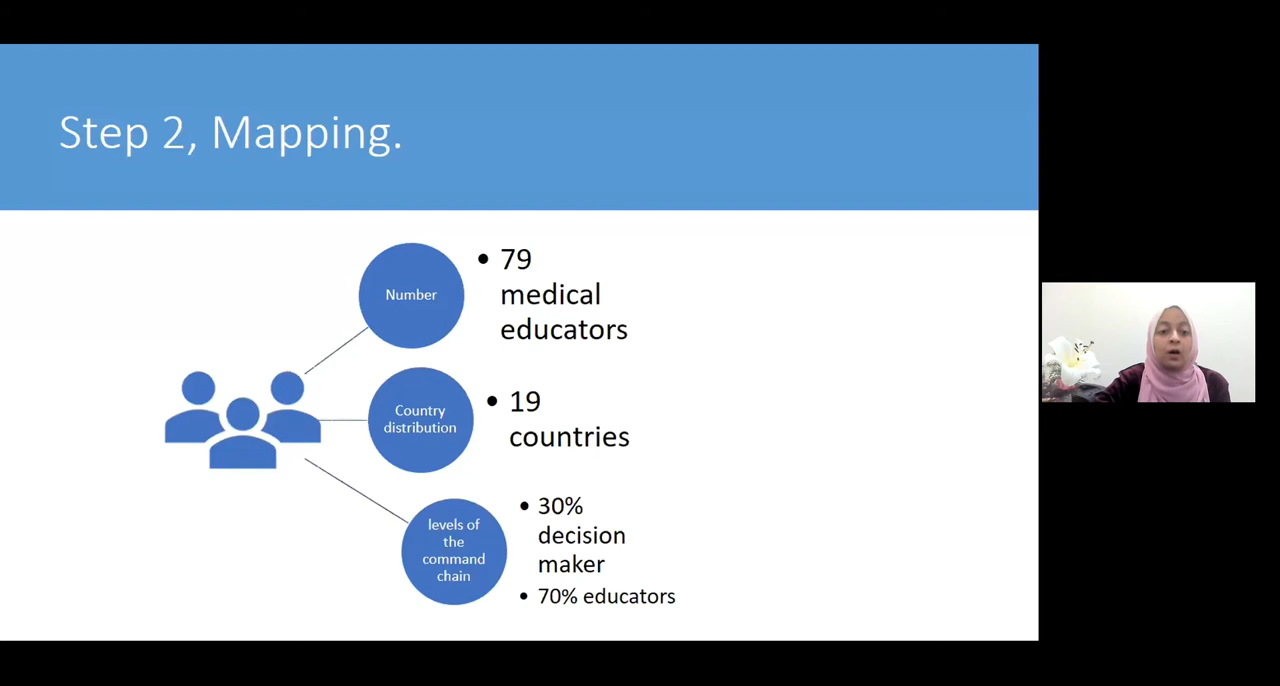 Step 2, Mapping.
Number
• 79
medical
educators
Country
distribution
• 19
countries
levels of
the
command
chain
• 30%
decision
maker
• 70% educators